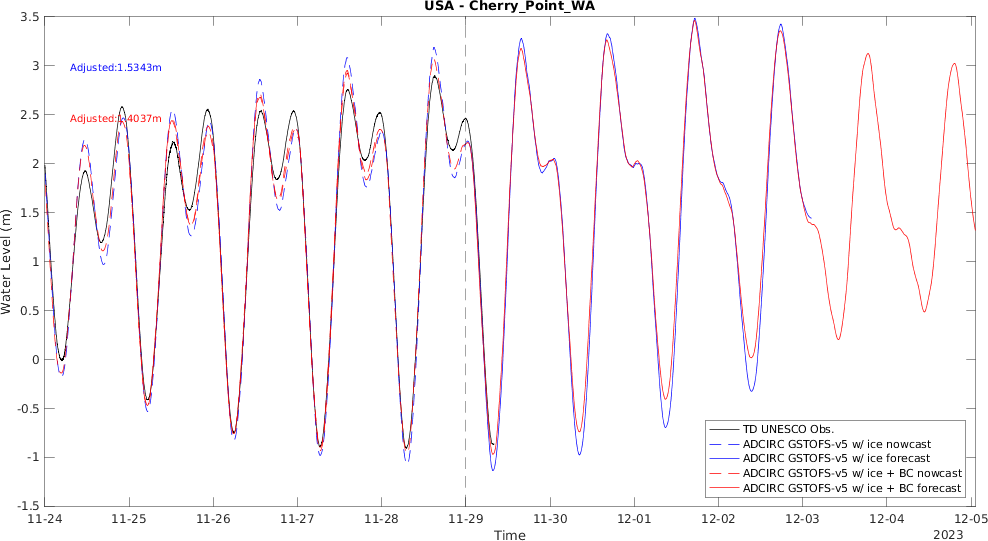 USA - Cherry_Point_WA
3.5
3
2.5
2
1.5
1
0.5
0
-0.5
-1
-1.5
Water Level (m)
Adjusted:1.5343m
Adjusted:1.4037m
TD UNESCO Obs.
ADCIRC GSTOFS-v5 w/ ice nowcast
ADCIRC GSTOFS-v5 w/ ice forecast
ADCIRC GSTOFS-v5 w/ ice + BC nowcast
ADCIRC GSTOFS-v5 w/ ice + BC forecast
11-24 11-25 11-26 11-27 11-28 11-29 11-30 12-01 12-02 12-03 12-04 12-05
Time
2023